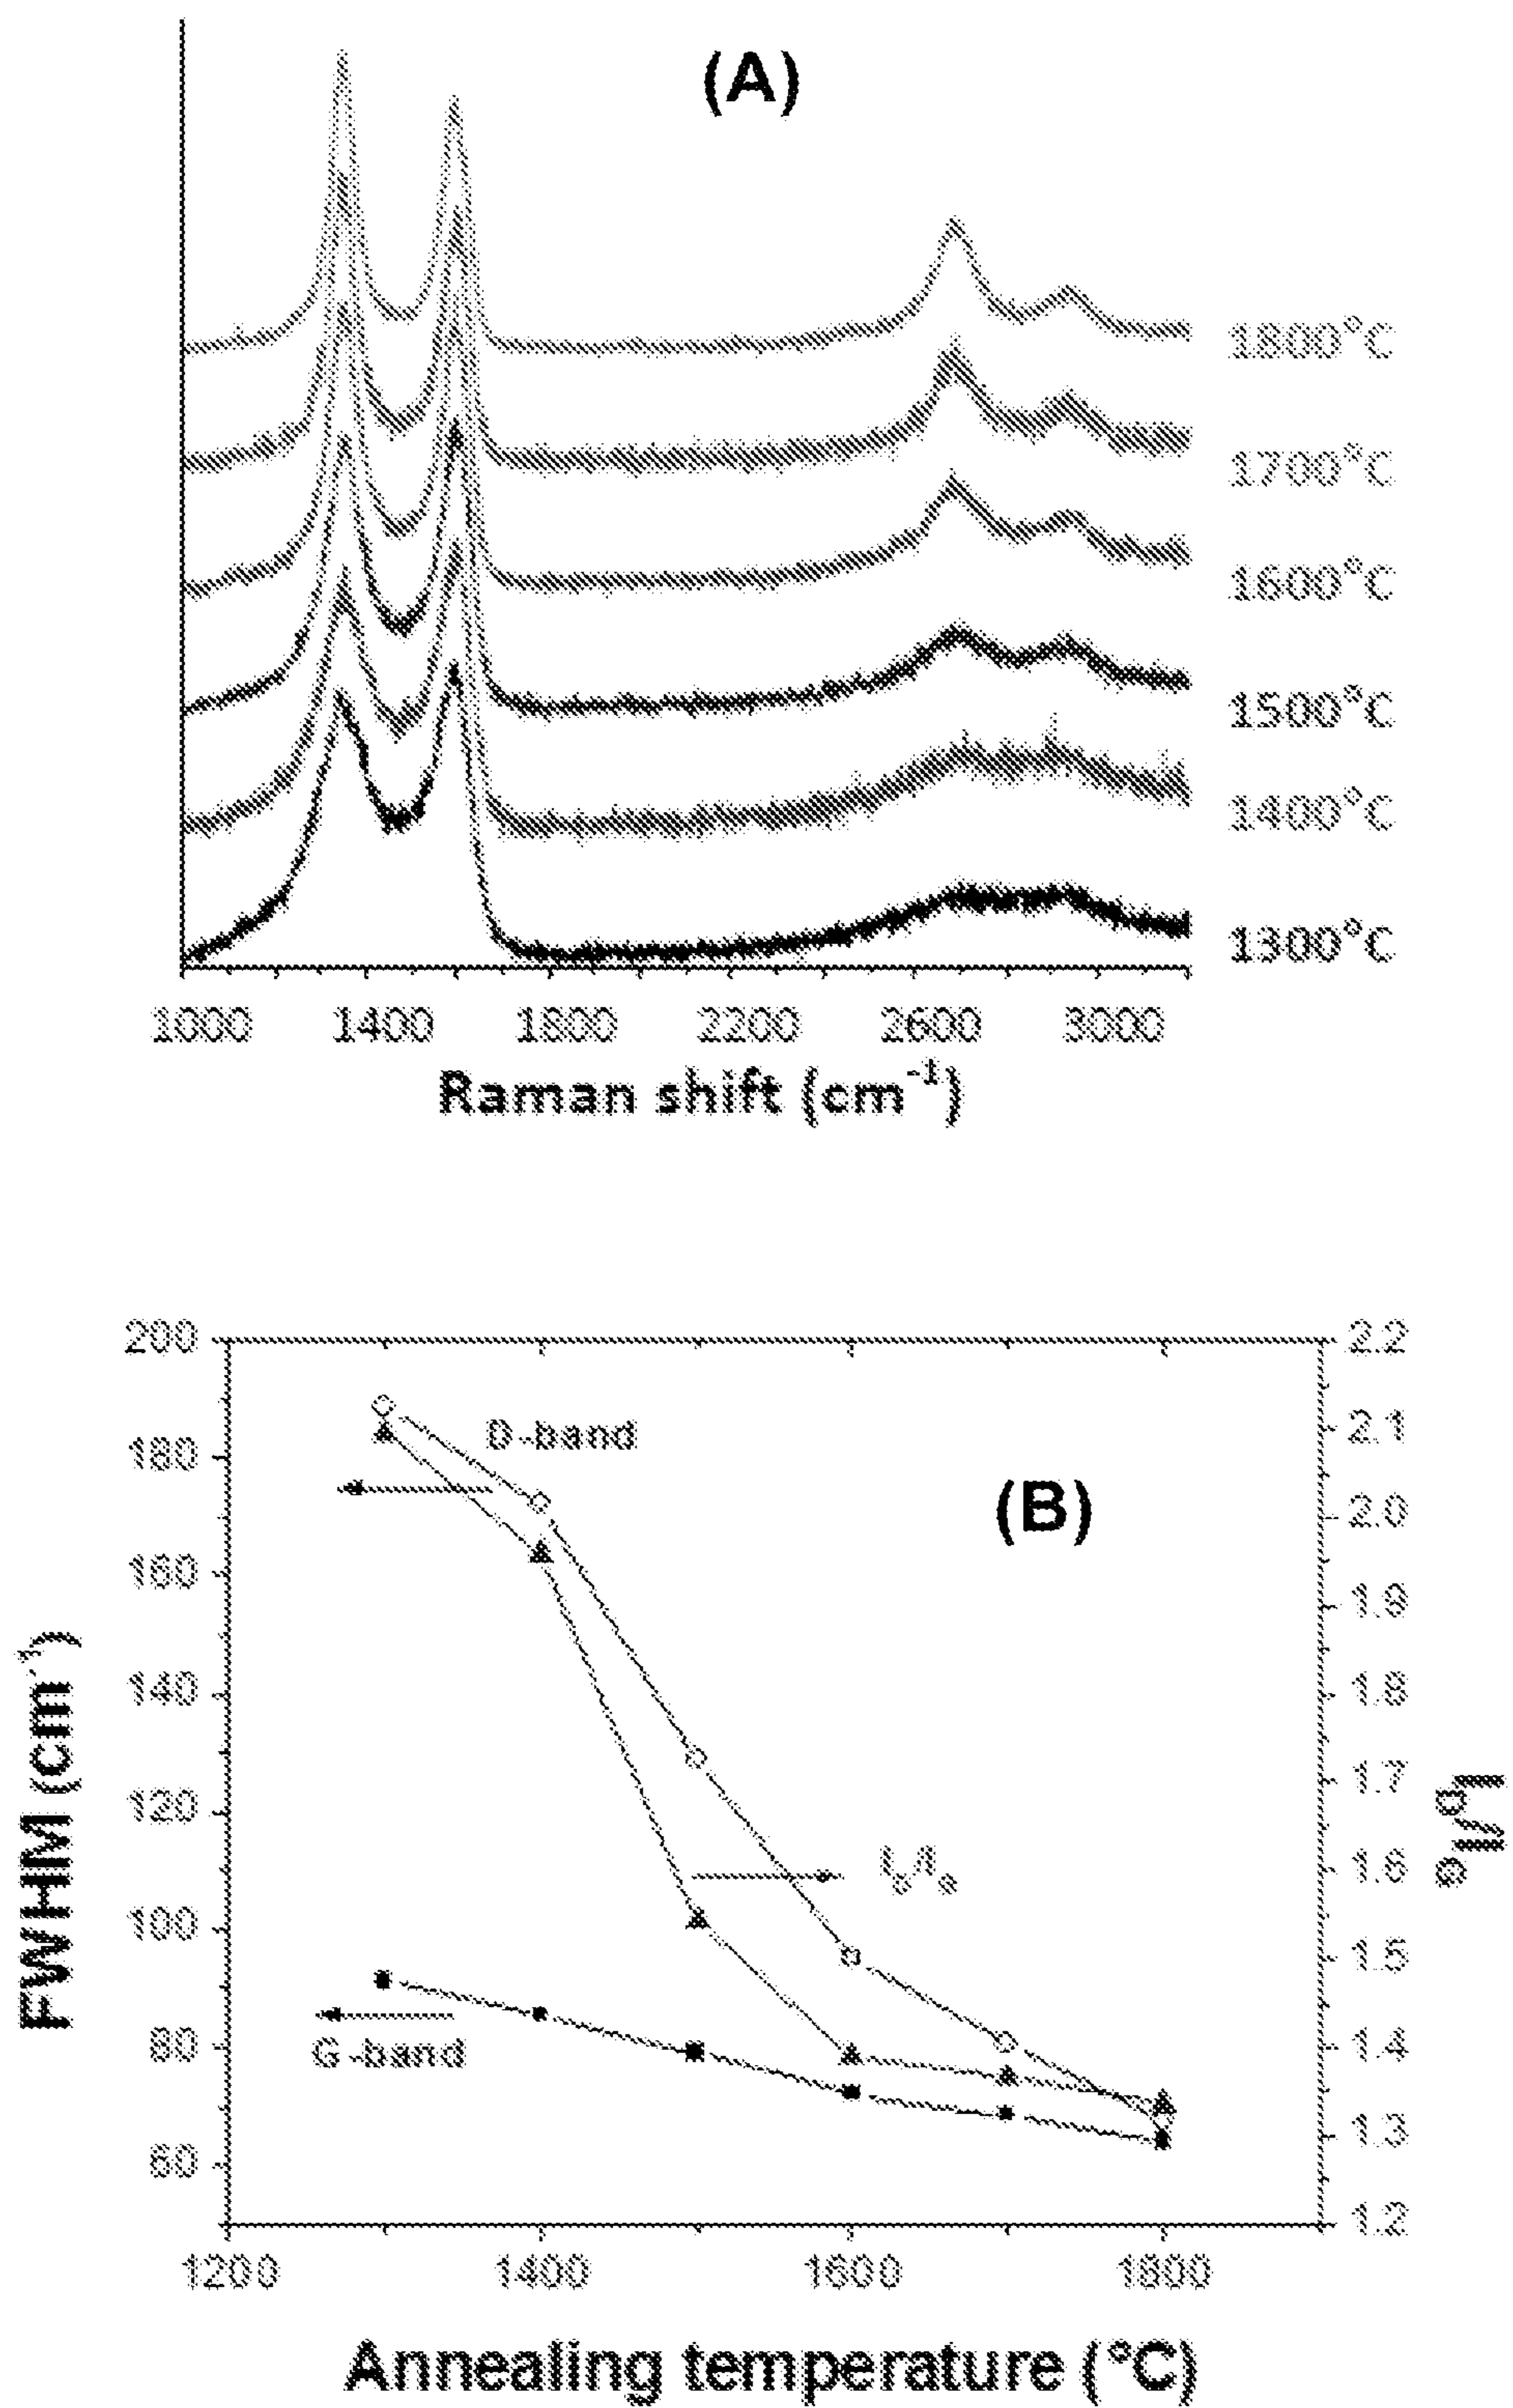 (A)
1800°C
1700°C
1600°C
1500°C
1400°C
1300°C
1000 1400 1800 2200 2600 3000
Raman shift (cm-1)
200 2.2
D-band 2.1
180
(B) 2.0
160
1.9
140 1.8
1.7
120
ID/IG 1.6
100
1.5
80 1.4
G-band
1.3
60
1.2
FWHM (cm-1)
ID/IG
1200 1400 1600 1800
Annealing temperature (°C)